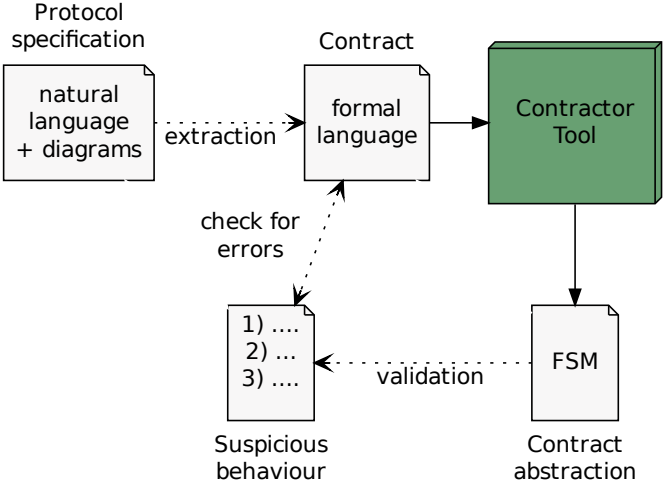 Protocol
specification
natural
language
+ diagrams
extraction
Contract
formal
language
Contractor
Tool
check for
errors
1) ....
2) ...
3) ....
Suspicious
behaviour
validation
FSM
Contract
abstraction